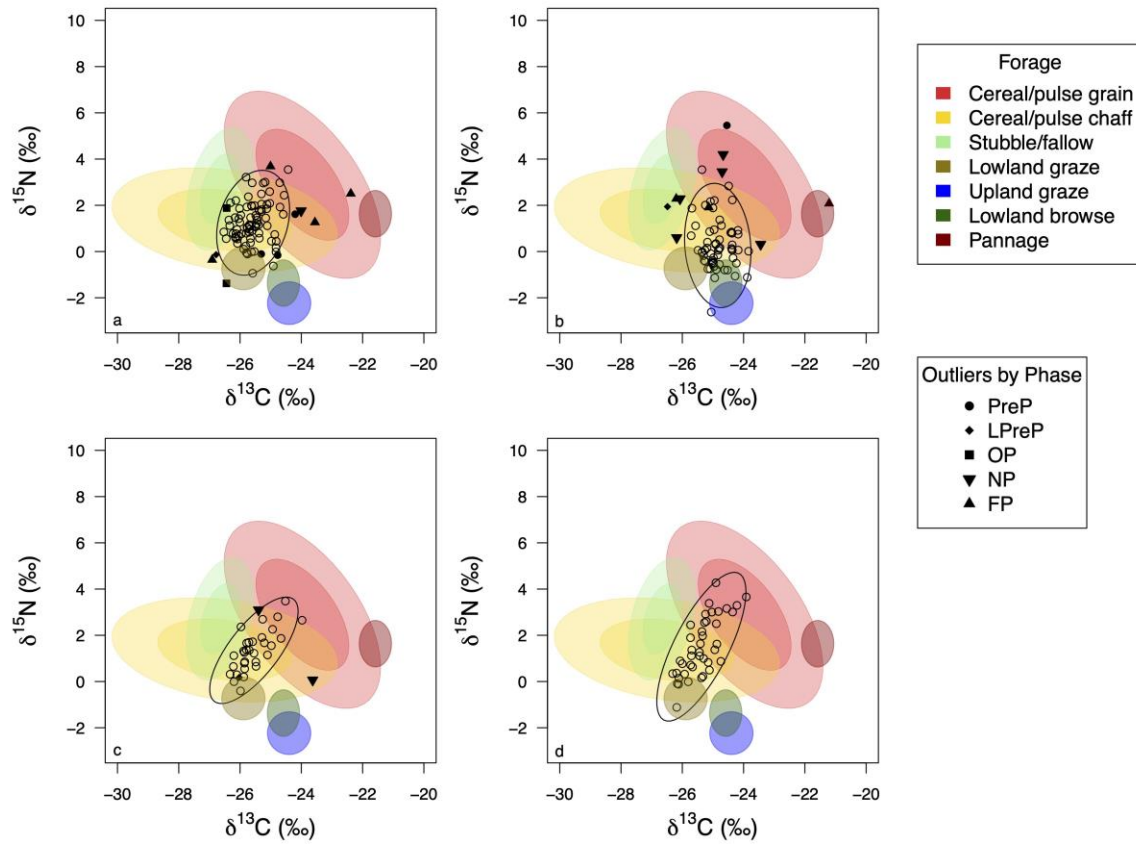 10
8
6
4
2
0
−2
δ15N (‰)
a
−30 −28 −26 −24 −22 −20
δ13C (‰)
10
8
6
4
2
0
−2
δ15N (‰)
b
−30 −28 −26 −24 −22 −20
δ13C (‰)
Forage
Cereal/pulse grain
Cereal/pulse chaff
Stubble/fallow
Lowland graze
Upland graze
Lowland browse
Pannage
Outliers by Phase
PreP
LPreP
OP
NP
FP
10
8
6
4
2
0
−2
δ15N (‰)
c
−30 −28 −26 −24 −22 −20
δ13C (‰)
10
8
6
4
2
0
−2
δ15N (‰)
d
−30 −28 −26 −24 −22 −20
δ13C (‰)